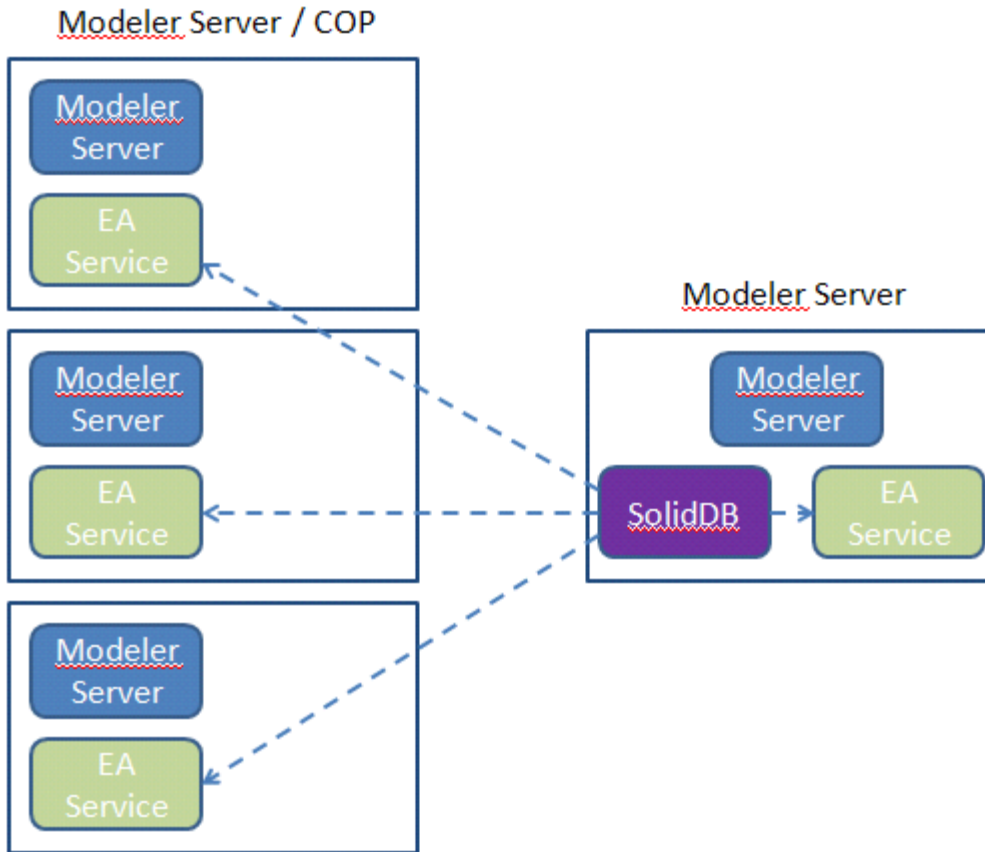 Modeler Server / COP
Modeler
Server
EA
Service
Modeler
Server
EA
Service
Modeler
Server
EA
Service
Modeler Server
Modeler
Server
SolidDB
EA
Service